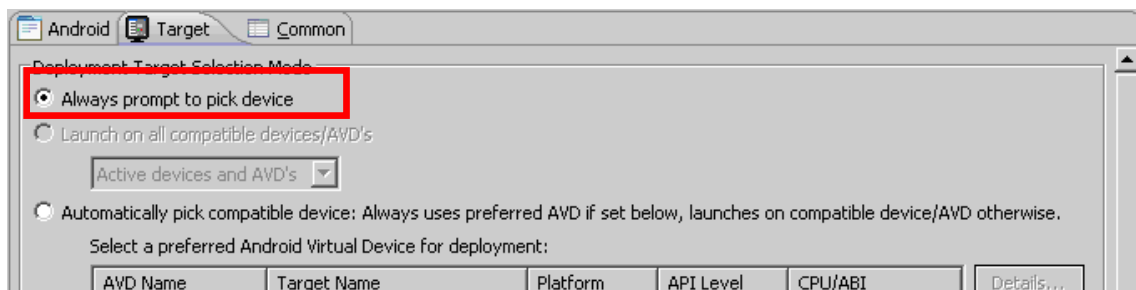 Android Target Common
Deployment Target Selection Mode
Always prompt to pick device
Launch on all compatible devices/AVD's
Active devices and AVD's
Automatically pick compatible device: Always uses preferred AVD if set below, launches on compatible device/AVD otherwise.
Select a preferred Android Virtual Device for deployment:
AVD Name Target Name Platform API Level CPU/ABI Details...